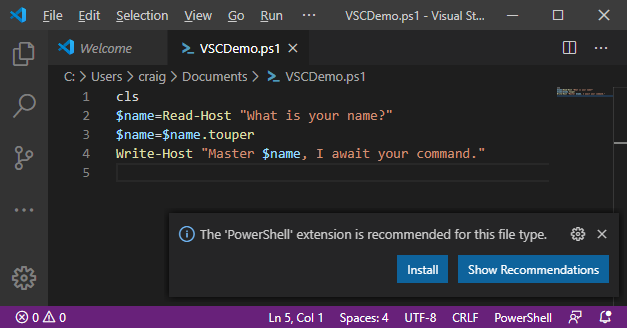 File Edit Selection View Go Run ··· VSCDemo.ps1 - Visual St...
Welcome VSCDemo.ps1
C: > Users > craig > Documents > VSCDemo.ps1
1 cls
2 $name=Read-Host "What is your name?"
3 $name=$name.touper
4 Write-Host "Master $name, I await your command."
5
The 'PowerShell' extension is recommended for this file type.
Install Show Recommendations
0 0 Ln 5, Col 1 Spaces: 4 UTF-8 CRLF PowerShell